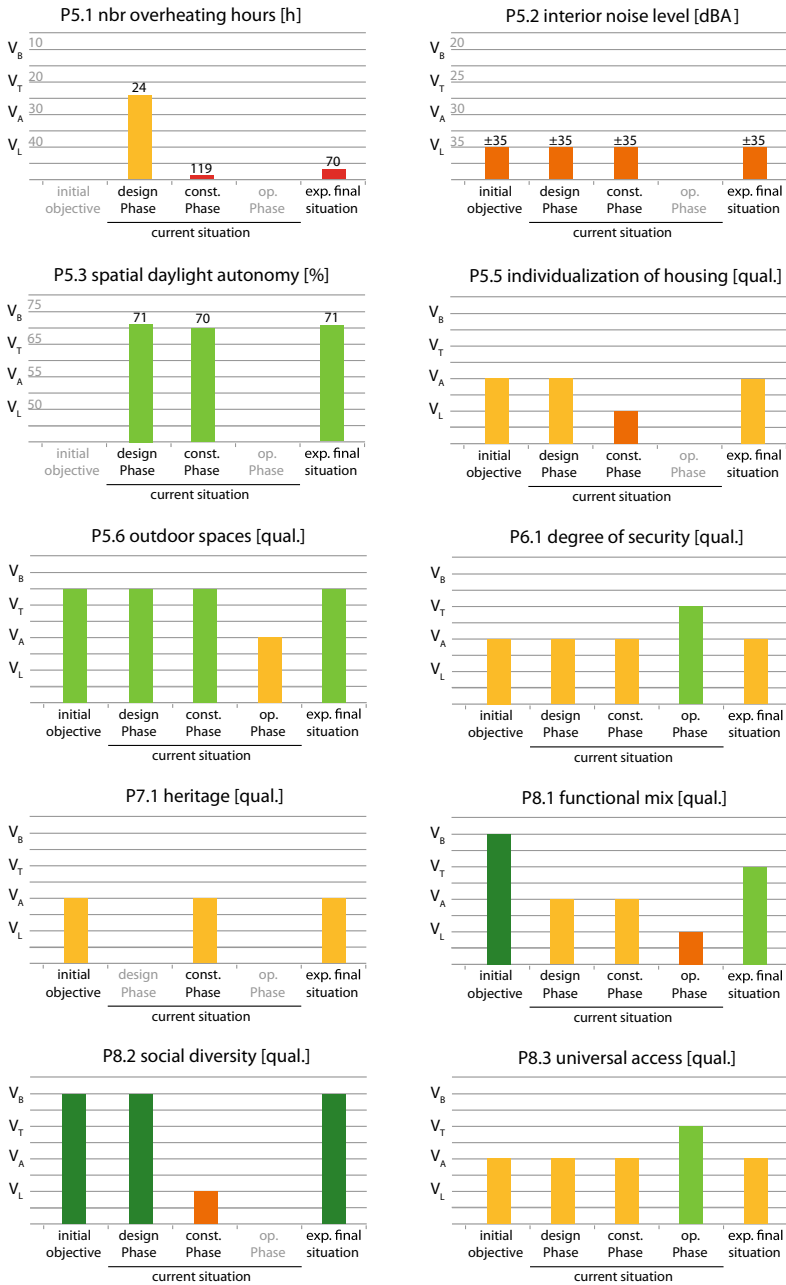 P5.1 nbr overheating hours [h]
V_B 10
V_T 20
V_A 30
V_L 40
24
119
70
initial objective
design Phase
const. Phase
op. Phase
exp. final situation
current situation
P5.2 interior noise level [dBA]
V_B 20
V_T 25
V_A 30
V_L 35
±35
±35
±35
±35
initial objective
design Phase
const. Phase
op. Phase
exp. final situation
current situation
P5.3 spatial daylight autonomy [%]
V_B 75
V_T 65
V_A 55
V_L 50
71
70
71
initial objective
design Phase
const. Phase
op. Phase
exp. final situation
current situation
P5.5 individualization of housing [qual.]
V_B
V_T
V_A
V_L
initial objective
design Phase
const. Phase
op. Phase
exp. final situation
current situation
P5.6 outdoor spaces [qual.]
V_B
V_T
V_A
V_L
initial objective
design Phase
const. Phase
op. Phase
exp. final situation
current situation
P6.1 degree of security [qual.]
V_B
V_T
V_A
V_L
initial objective
design Phase
const. Phase
op. Phase
exp. final situation
current situation
P7.1 heritage [qual.]
V_B
V_T
V_A
V_L
initial objective
design Phase
const. Phase
op. Phase
exp. final situation
current situation
P8.1 functional mix [qual.]
V_B
V_T
V_A
V_L
initial objective
design Phase
const. Phase
op. Phase
exp. final situation
current situation
P8.2 social diversity [qual.]
V_B
V_T
V_A
V_L
initial objective
design Phase
const. Phase
op. Phase
exp. final situation
current situation
P8.3 universal access [qual.]
V_B
V_T
V_A
V_L
initial objective
design Phase
const. Phase
op. Phase
exp. final situation
current situation